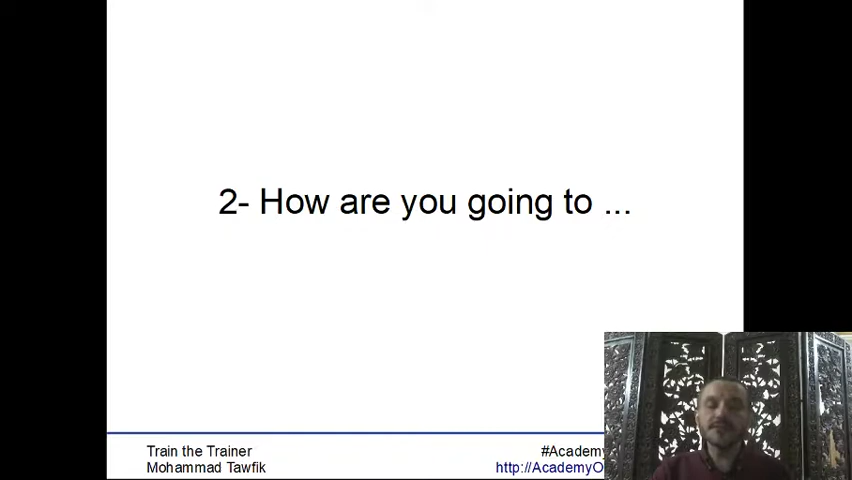 2- How are you going to ...
Train the Trainer
#Academy
Mohammad Tawfik
http://AcademyO